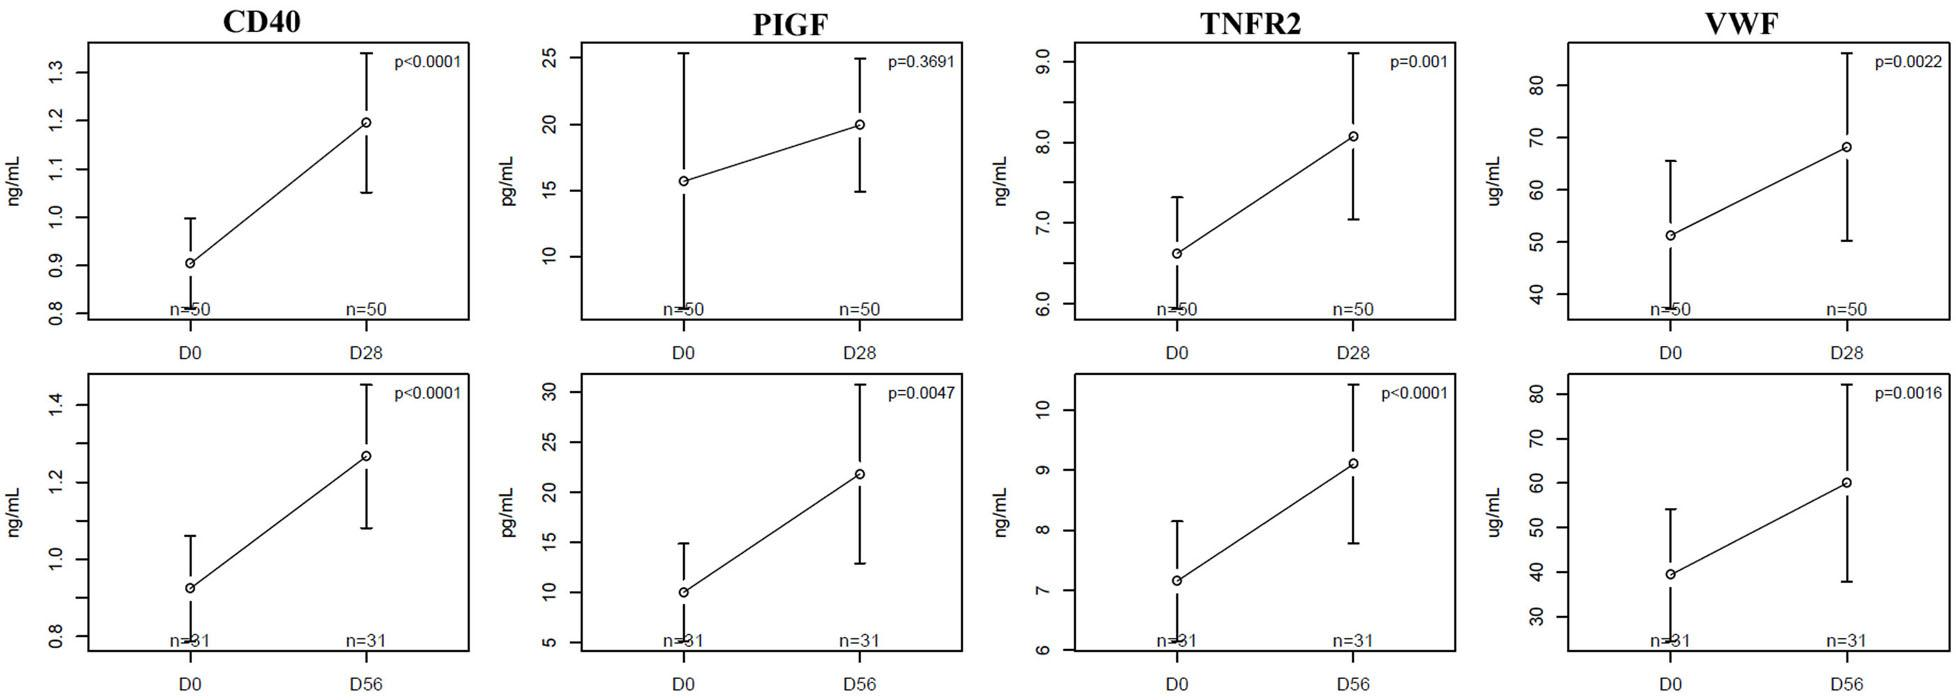 CD40
PIGF
TNFR2
VWF
ng/mL
1.3
1.2
1.1
1.0
0.9
0.8
p<0.0001
n=50
n=50
D0
D28
pg/mL
25
20
15
10
p=0.3691
n=50
n=50
D0
D28
ng/mL
9.0
8.0
7.0
6.0
p=0.001
n=50
n=50
D0
D28
ug/mL
80
70
60
50
40
p=0.0022
n=50
n=50
D0
D28
ng/mL
1.4
1.2
1.0
0.8
p<0.0001
n=31
n=31
D0
D56
pg/mL
30
25
20
15
10
5
p=0.0047
n=31
n=31
D0
D56
ng/mL
10
9
8
7
6
p<0.0001
n=31
n=31
D0
D56
ug/mL
80
70
60
50
40
30
p=0.0016
n=31
n=31
D0
D56